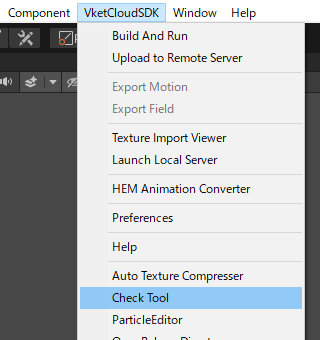 Component VketCloudSDK Window Help
Build And Run
Upload to Remote Server
Export Motion
Export Field
Texture Import Viewer
Launch Local Server
HEM Animation Converter
Preferences
Help
Auto Texture Compresser
Check Tool
ParticleEditor